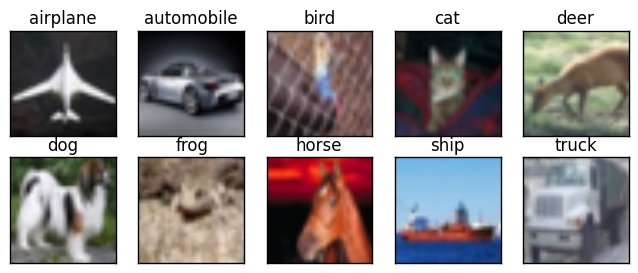 airplane automobile bird cat deer
dog frog horse ship truck